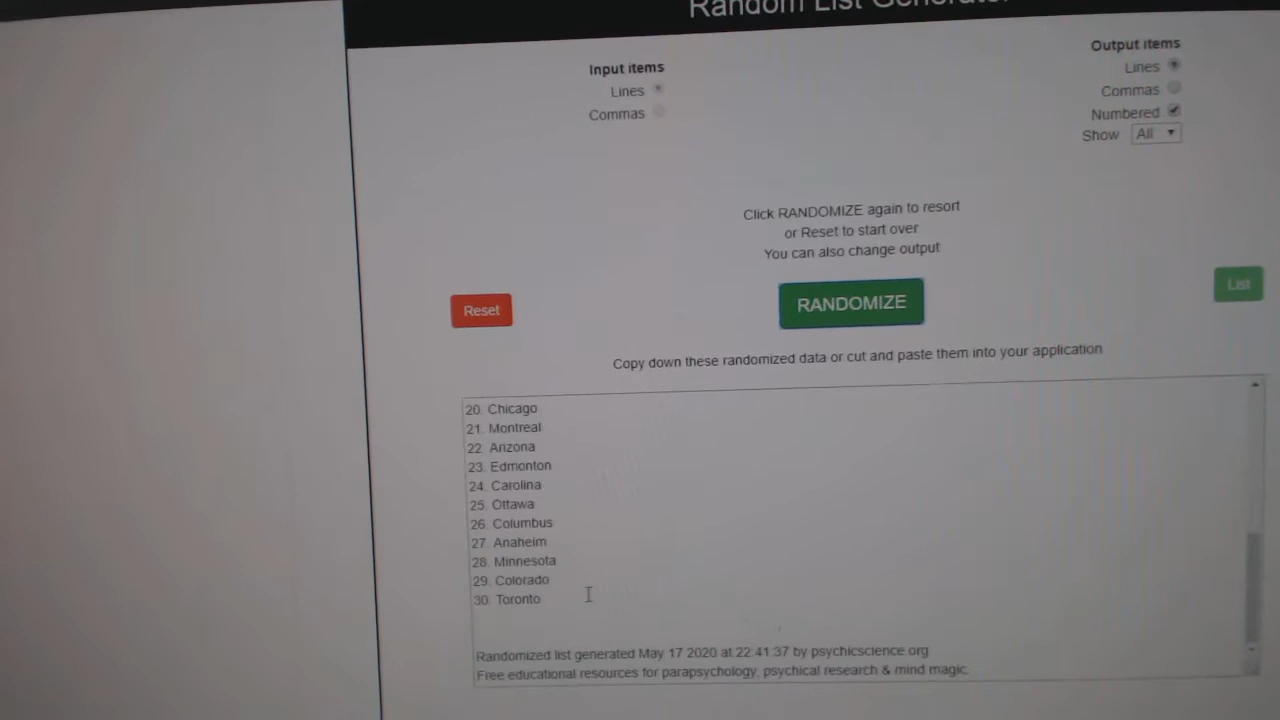 Random List Generator
Input items
Lines
Commas
Output items
Lines
Commas
Numbered
Show All
Click RANDOMIZE again to resort
or Reset to start over
You can also change output
Reset
RANDOMIZE
List
Copy down these randomized data or cut and paste them into your application
20. Chicago
21. Montreal
22. Arizona
23. Edmonton
24. Carolina
25. Ottawa
26. Columbus
27. Anaheim
28. Minnesota
29. Colorado
30. Toronto
Randomized list generated May 17 2020 at 22:41:37 by psychicscience.org
Free educational resources for parapsychology, psychical research & mind magic.